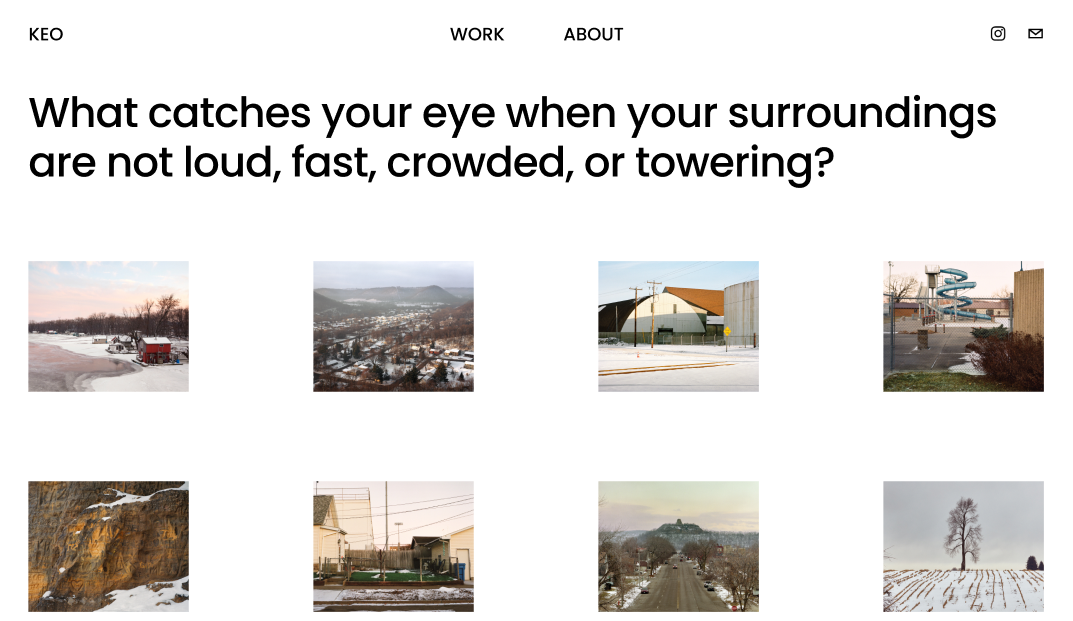 KEO
WORK
ABOUT
What catches your eye when your surroundings
are not loud, fast, crowded, or towering?